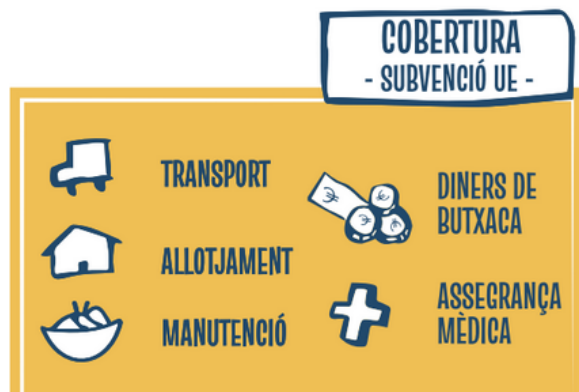 COBERTURA
- SUBVENCIÓ UE -
TRANSPORT
ALLOTJAMENT
MANUTENCIÓ
DINERS DE
BUTXACA
ASSEGRANÇA
MÈDICA